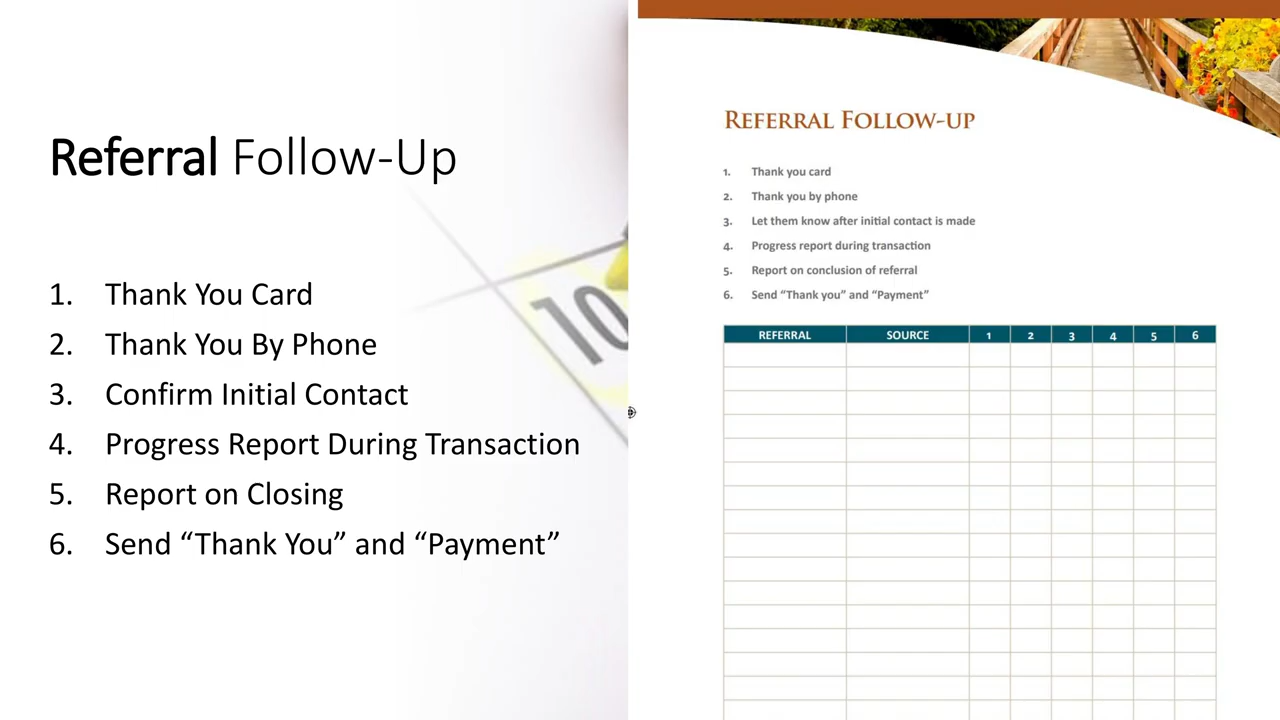 Referral Follow-Up
1. Thank You Card
2. Thank You By Phone
3. Confirm Initial Contact
4. Progress Report During Transaction
5. Report on Closing
6. Send “Thank You” and “Payment”
10
REFERRAL FOLLOW-UP
1. Thank you card
2. Thank you by phone
3. Let them know after initial contact is made
4. Progress report during transaction
5. Report on conclusion of referral
6. Send “Thank you” and “Payment”
REFERRAL SOURCE 1 2 3 4 5 6